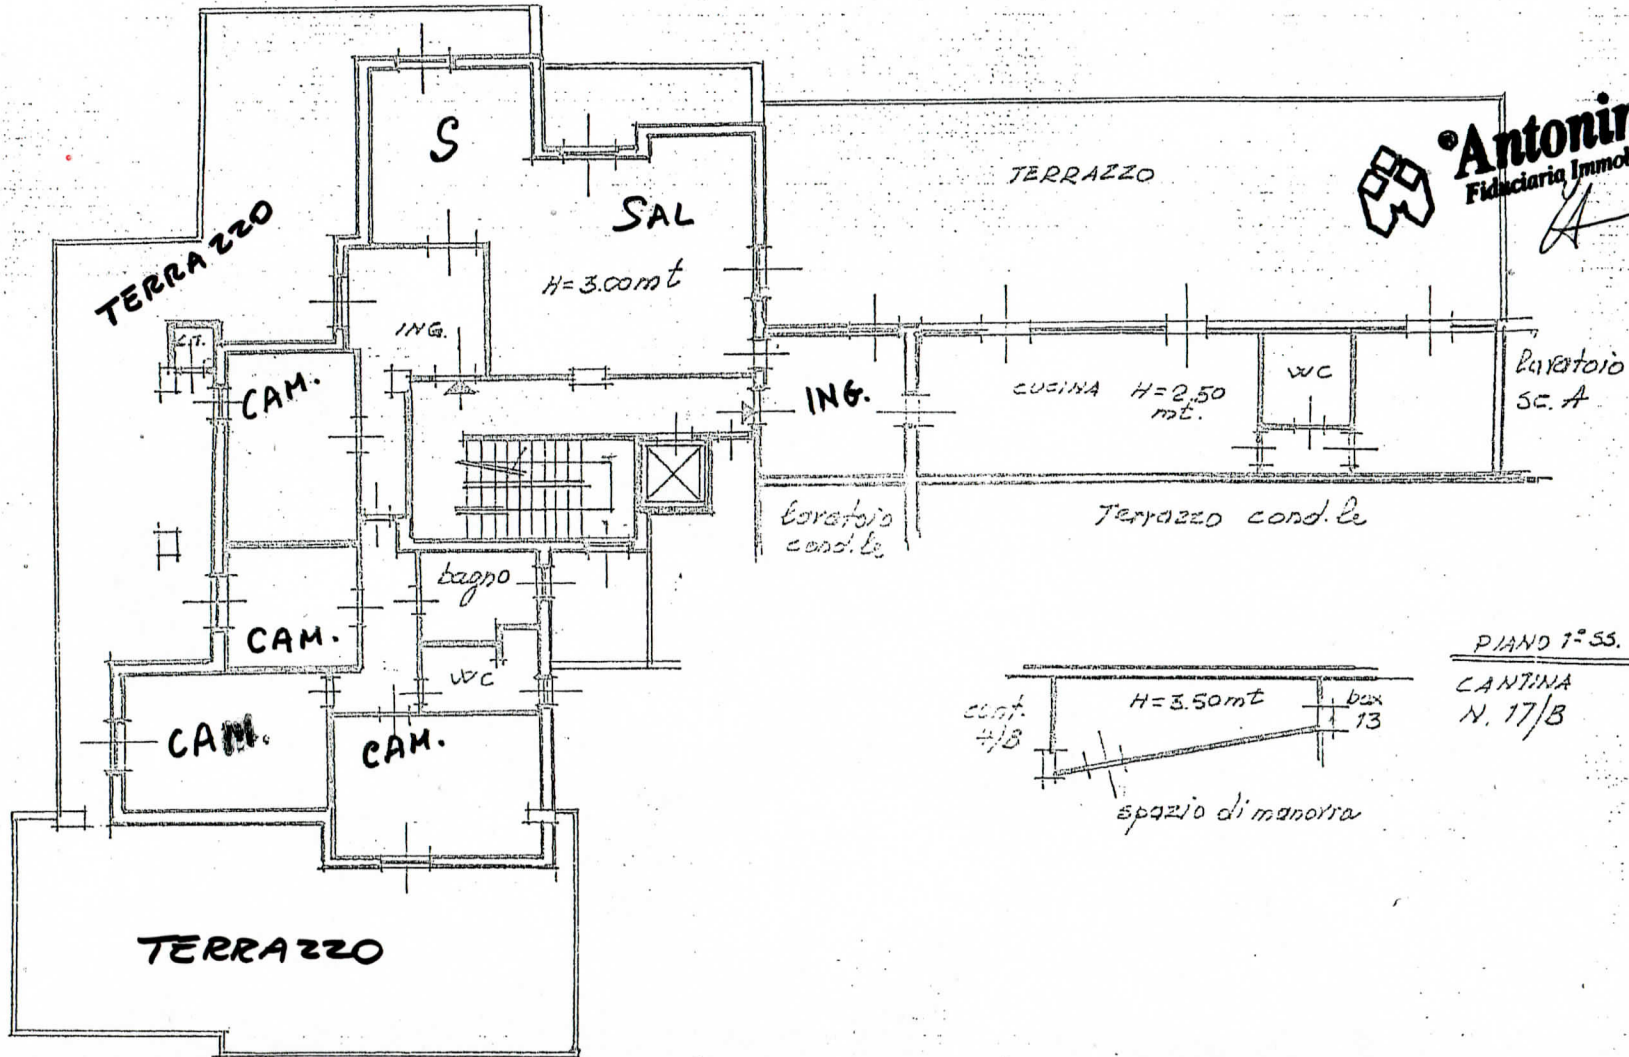 S
SAL
H=3.00mt
TERRAZZO
TERRAZZO
®Antonin
Fiduciaria Immob
ING.
C.T.
CAM.
ING.
CUCINA
H=2,50
mt.
WC
lavatoio
sc. A
lavatoio
cond.le
Terrazzo cond.le
bagno
CAM.
WC
CAM.
CAM.
TERRAZZO
PIANO 1° SS.
CANTINA
N. 17/B
cant.
4/B
H=3.50mt
box
13
spazio di manovra